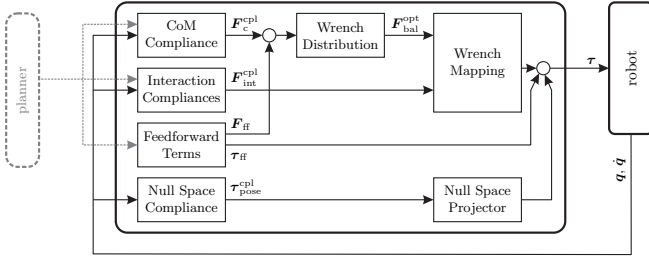 planner
CoM
Compliance
F_c^cpl
Wrench
Distribution
F_bal^opt
Wrench
Mapping
τ
robot
Interaction
Compliances
F_int^cpl
Feedforward
Terms
F_ff
τ_ff
Null Space
Compliance
τ_pose^cpl
Null Space
Projector
q, q̇